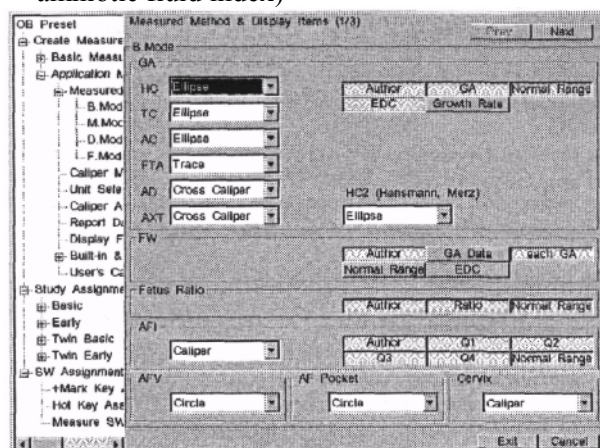 amniotic fluid index)
OB Preset
Create Measure
Basic Measu
Application M
Measured
B.Mod
M.Moc
D.Mod
F.Mod
Caliper M
Unit Sele
Caliper A
Report Da
Display F
Built-in &
User's Ca
Study Assignme
Basic
Early
Twin Basic
Twin Early
SW Assignment
+Mark Key
Hot Key Ass
Measure SW
Measured Method & Display Items (1/3)
Prev Next
B.Mode
GA
HC Ellipse
TC Ellipse
AC Ellipse
FTA Trace
AD Cross Caliper
AXT Cross Caliper
Author GA Normal Range
EDC Growth Rate
HC2 (Hansmann, Merz)
Ellipse
FW
Author GA Data each GA
Normal Range EDC
Fetus Ratio
Author Ratio Normal Range
AFI
Caliper
Author Q1 Q2
Q3 Q4 Normal Range
AFV
Circle
AF Pocket
Circle
Cervix
Caliper
Exit Cancel